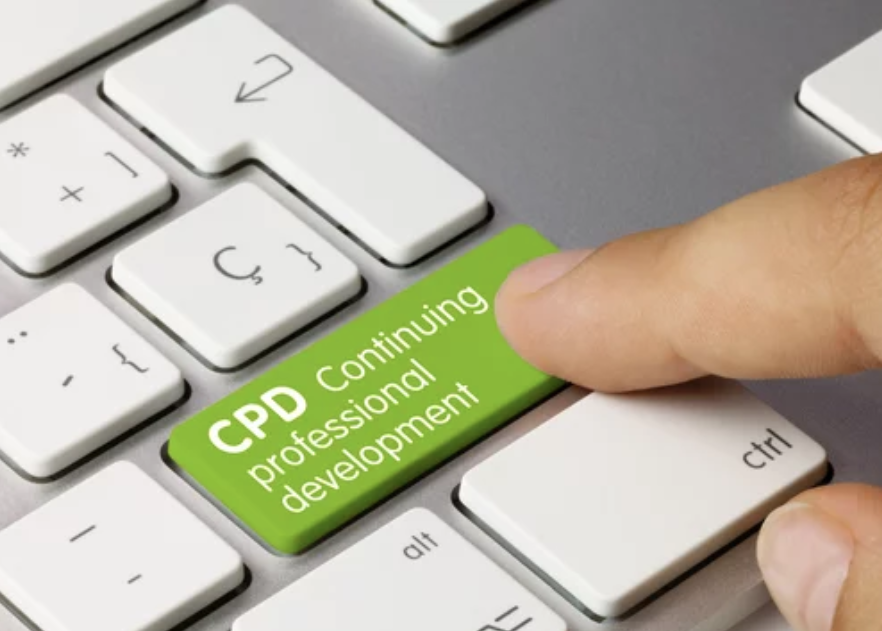 * ]
+
Ç }
¨ {
´
CPD Continuing
professional
development
ctrl
_
-
alt